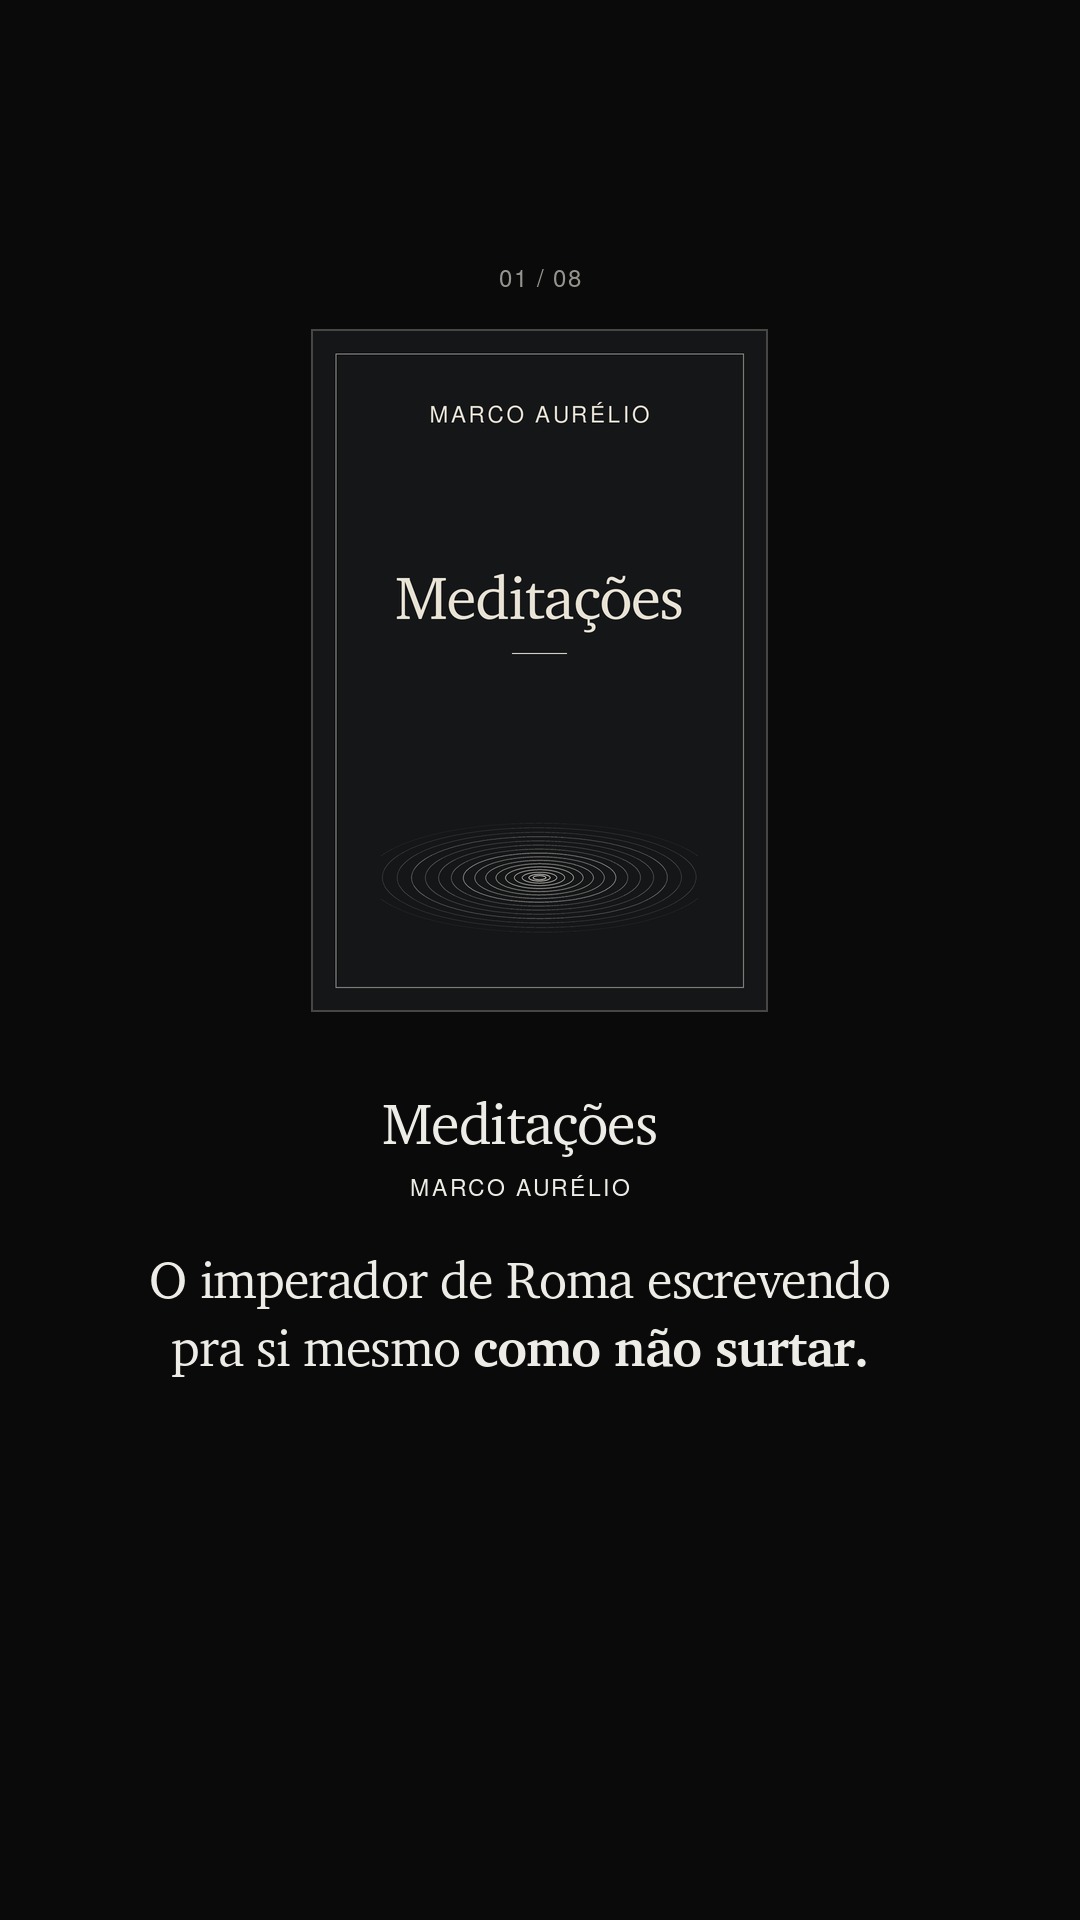 01 / 08
MARCO AURÉLIO
Meditações
Meditações
MARCO AURÉLIO
O imperador de Roma escrevendo
pra si mesmo como não surtar.